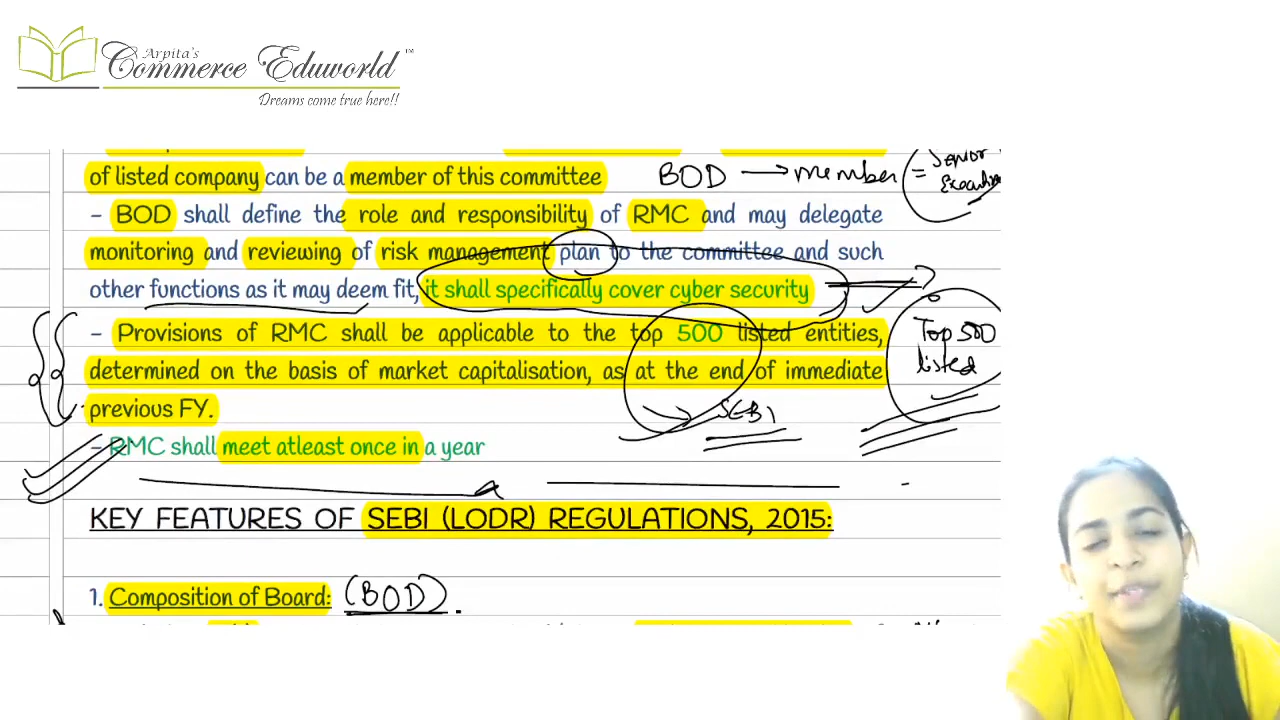 Arpita's
Commerce Eduworld™
Dreams come true here!!
of listed company can be a member of this committee
BOD → member = Senior
– BOD shall define the role and responsibility of RMC and may delegate
monitoring and reviewing of risk management plan to the committee and such
other functions as it may deem fit, it shall specifically cover cyber security
– Provisions of RMC shall be applicable to the top 500 listed entities,
Top 500
listed
determined on the basis of market capitalisation, as at the end of immediate
previous FY.
SEBI
– RMC shall meet atleast once in a year
KEY FEATURES OF SEBI (LODR) REGULATIONS, 2015:
1. Composition of Board: (BOD).